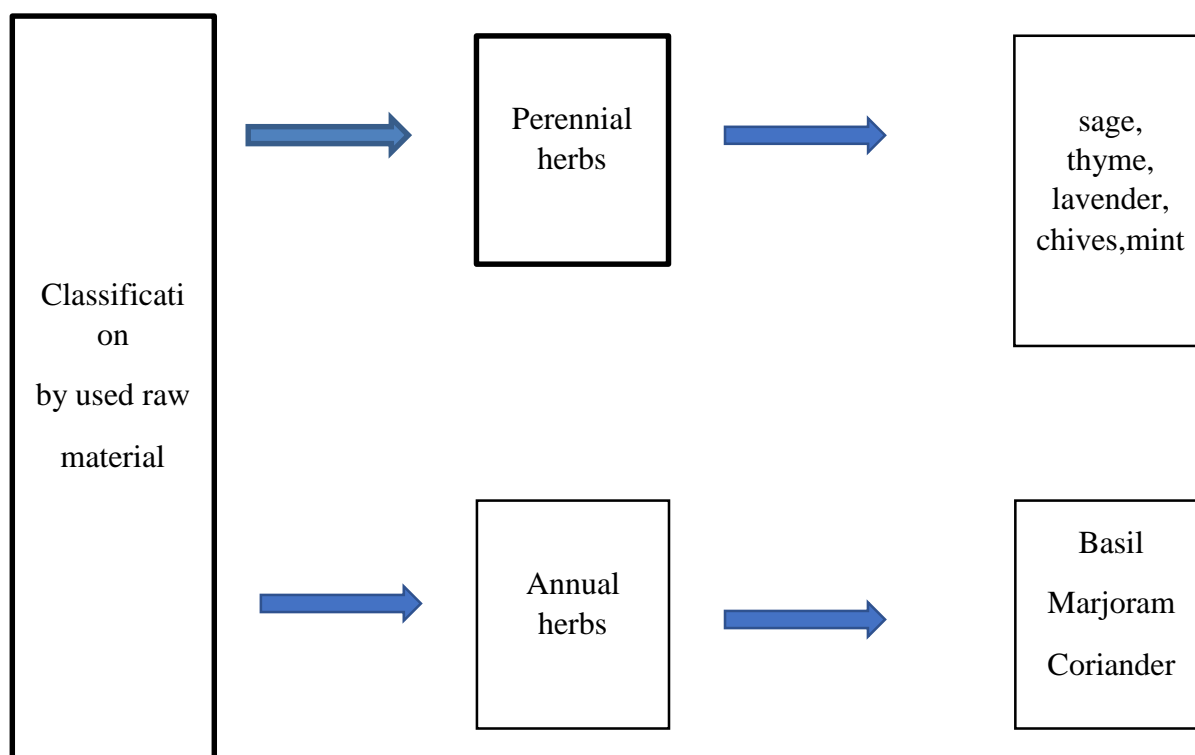 Classificati
on
by used raw
material
Perennial
herbs
sage,
thyme,
lavender,
chives,mint
Annual
herbs
Basil
Marjoram
Coriander